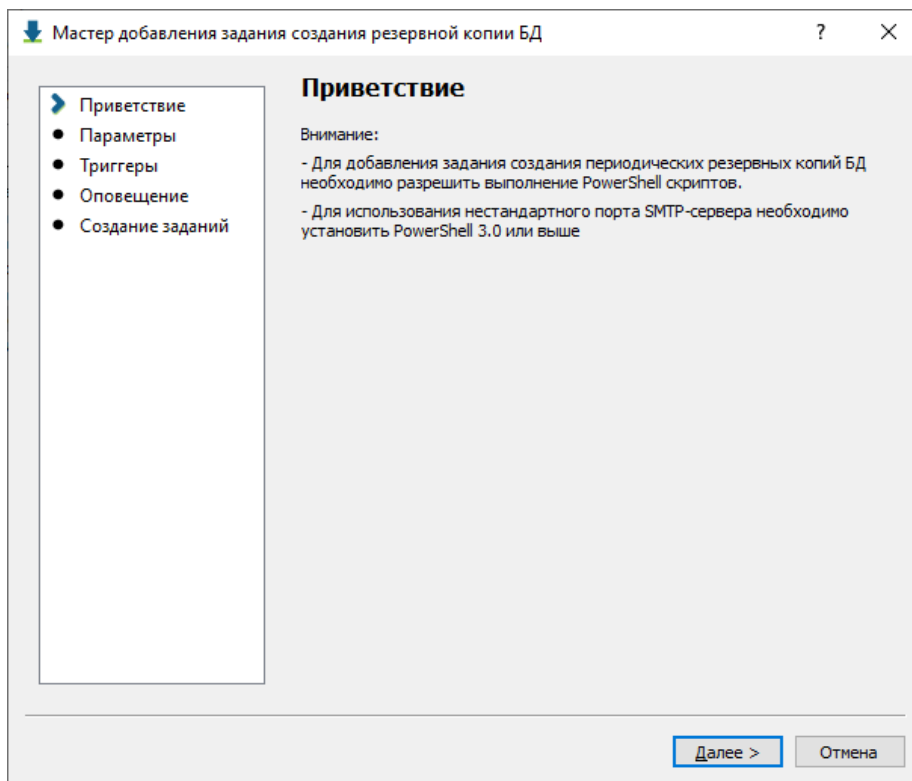 Мастер добавления задания создания резервной копии БД
?
Приветствие
Параметры
Триггеры
Оповещение
Создание заданий
Приветствие
Внимание:
- Для добавления задания создания периодических резервных копий БД
необходимо разрешить выполнение PowerShell скриптов.
- Для использования нестандартного порта SMTP-сервера необходимо
установить PowerShell 3.0 или выше
Далее >
Отмена